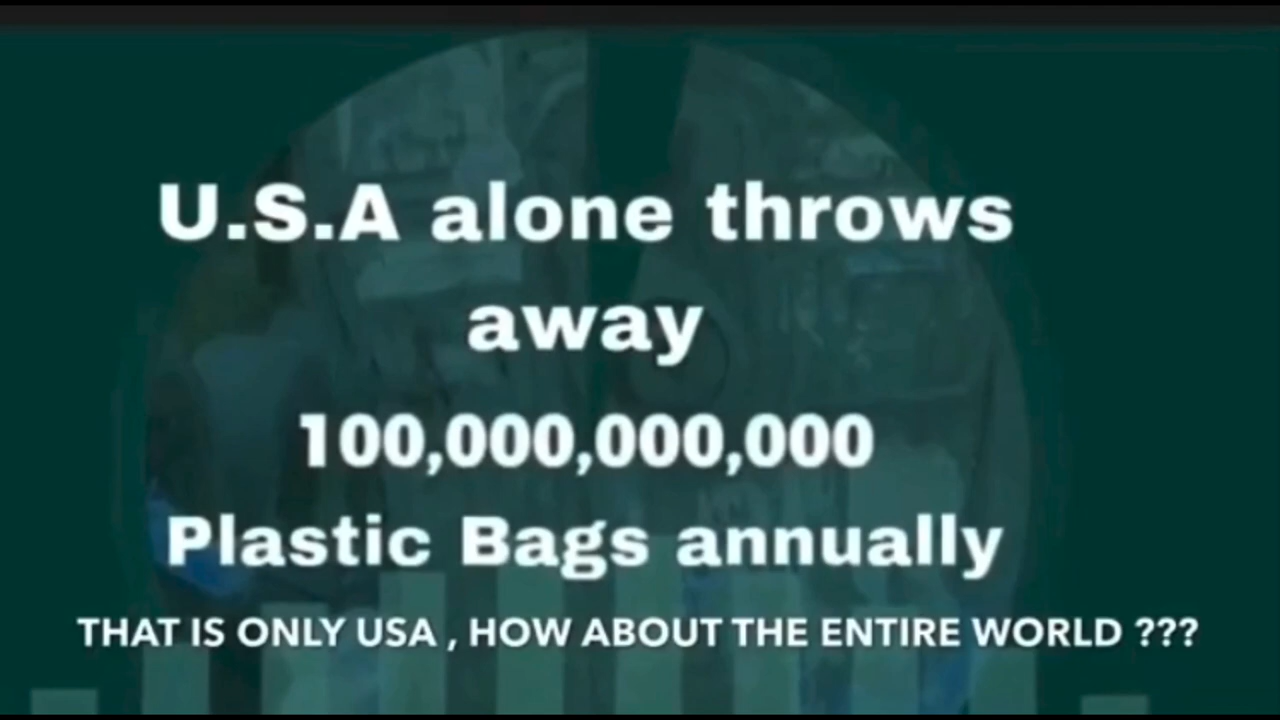 U.S.A alone throws
away
100,000,000,000
Plastic Bags annually
THAT IS ONLY USA , HOW ABOUT THE ENTIRE WORLD ???